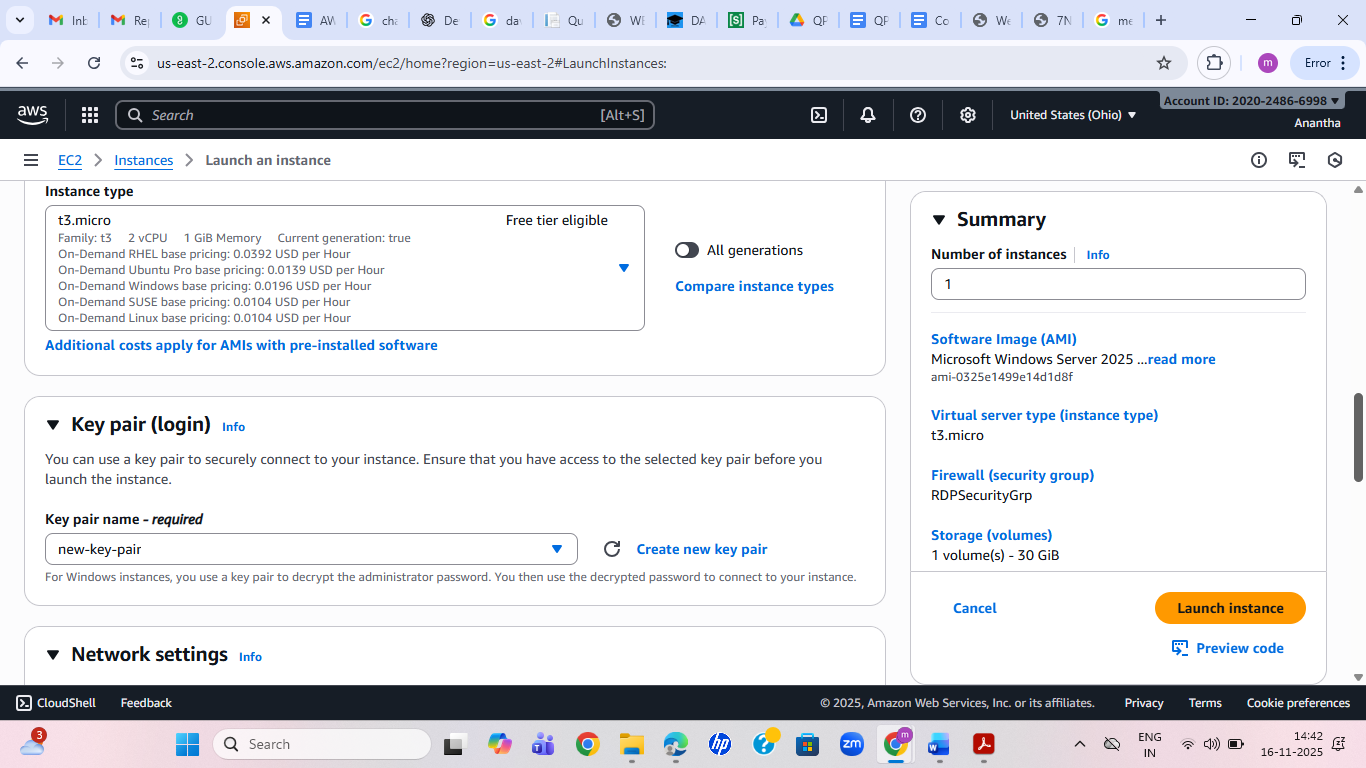 Inb
Rep
GU
AW
cha
De
dav
Qu
WE
DA
Pay
QP
QP
Co
We
7N
me
us-east-2.console.aws.amazon.com/ec2/home?region=us-east-2#LaunchInstances:
m
Error
aws
Search
[Alt+S]
United States (Ohio)
Account ID: 2020-2486-6998
Anantha
EC2 > Instances > Launch an instance
Instance type
t3.micro
Free tier eligible
Family: t3 2 vCPU 1 GiB Memory Current generation: true
On-Demand RHEL base pricing: 0.0392 USD per Hour
On-Demand Ubuntu Pro base pricing: 0.0139 USD per Hour
On-Demand Windows base pricing: 0.0196 USD per Hour
On-Demand SUSE base pricing: 0.0104 USD per Hour
On-Demand Linux base pricing: 0.0104 USD per Hour
All generations
Compare instance types
Additional costs apply for AMIs with pre-installed software
Key pair (login) Info
You can use a key pair to securely connect to your instance. Ensure that you have access to the selected key pair before you
launch the instance.
Key pair name - required
new-key-pair
Create new key pair
For Windows instances, you use a key pair to decrypt the administrator password. You then use the decrypted password to connect to your instance.
Network settings Info
Summary
Number of instances Info
1
Software Image (AMI)
Microsoft Windows Server 2025 ...read more
ami-0325e1499e14d1d8f
Virtual server type (instance type)
t3.micro
Firewall (security group)
RDPSecurityGrp
Storage (volumes)
1 volume(s) - 30 GiB
Cancel
Launch instance
Preview code
CloudShell
Feedback
© 2025, Amazon Web Services, Inc. or its affiliates.
Privacy
Terms
Cookie preferences
3
Search
hp
zm
m
ENG
IN
14:42
16-11-2025